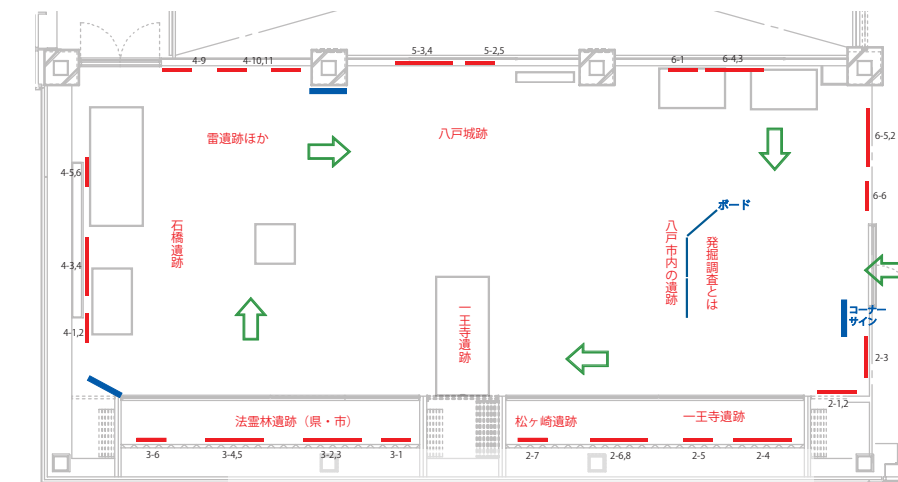 4-9
4-10,11
5-3,4
5-2,5
6-1
6-4,3
雷遺跡ほか
八戸城跡
6-5,2
4-5,6
6-6
ボード
石橋遺跡
八戸市内の遺跡
発掘調査とは
4-3,4
一王寺遺跡
コーナー
サイン
4-1,2
2-3
2-1,2
法霊林遺跡（県・市）
松ヶ崎遺跡
一王寺遺跡
3-6
3-4,5
3-2,3
3-1
2-7
2-6,8
2-5
2-4